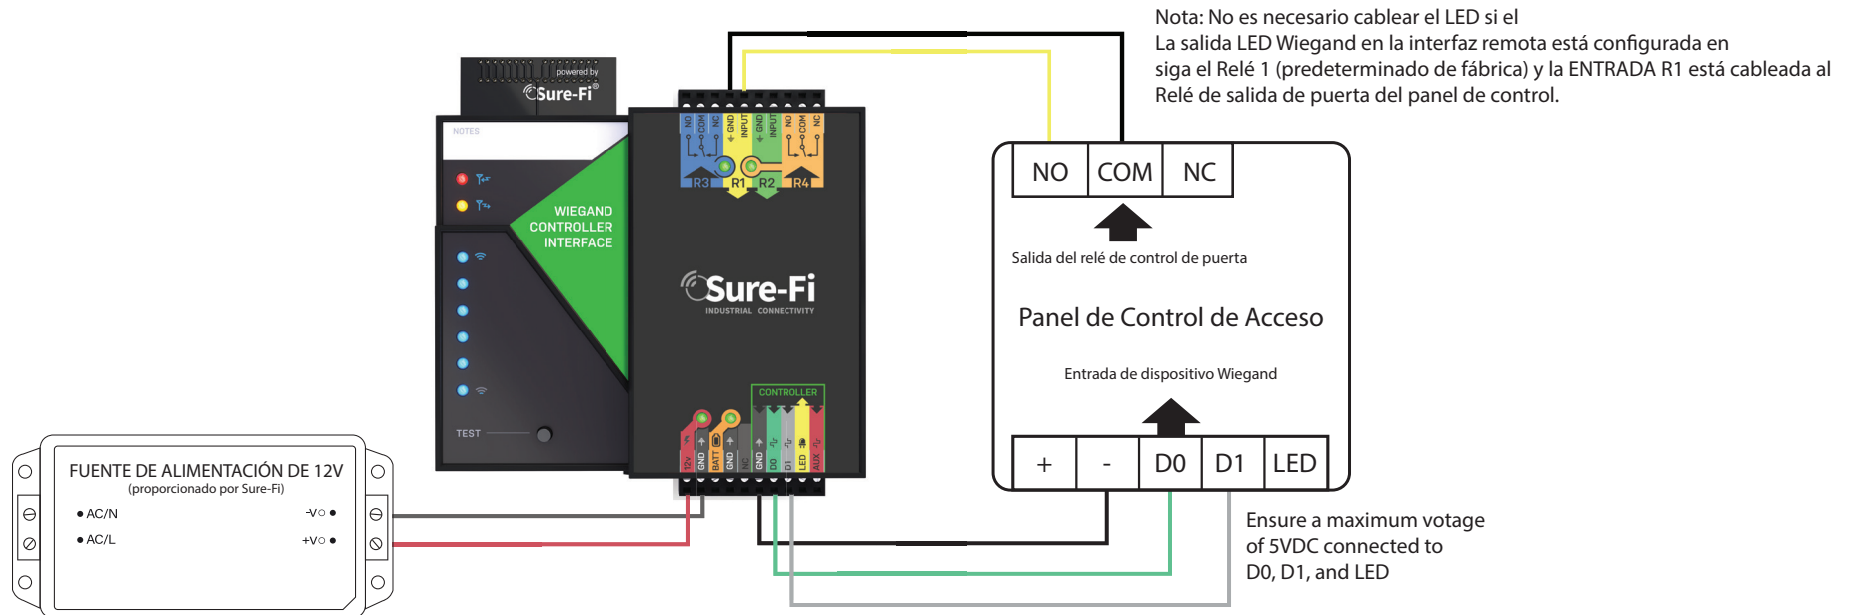 Nota: No es necesario cablear el LED si el
La salida LED Wiegand en la interfaz remota está configurada en
siga el Relé 1 (predeterminado de fábrica) y la ENTRADA R1 está cableada al
Relé de salida de puerta del panel de control.
powered by
Sure-Fi®
NOTES
WIEGAND
CONTROLLER
INTERFACE
TEST
NO COM NC GND INPUT GND INPUT NO COM NC
R3 R1 R2 R4
Sure-Fi
INDUSTRIAL CONNECTIVITY
CONTROLLER
12v GND BATT GND NC GND D0 D1 LED AUX
NO COM NC
Salida del relé de control de puerta
Panel de Control de Acceso
Entrada de dispositivo Wiegand
+ - D0 D1 LED
Ensure a maximum votage
of 5VDC connected to
D0, D1, and LED
FUENTE DE ALIMENTACIÓN DE 12V
(proporcionado por Sure-Fi)
AC/N -V
AC/L +V